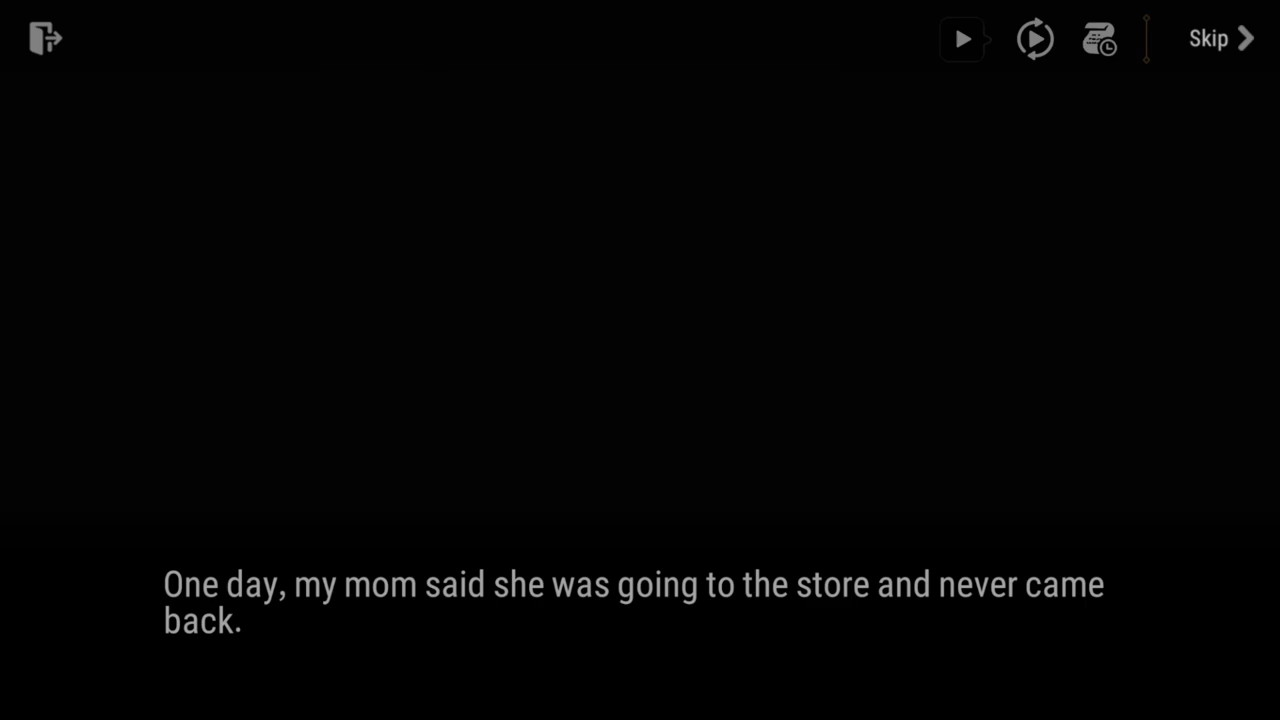 Skip
One day, my mom said she was going to the store and never came
back.